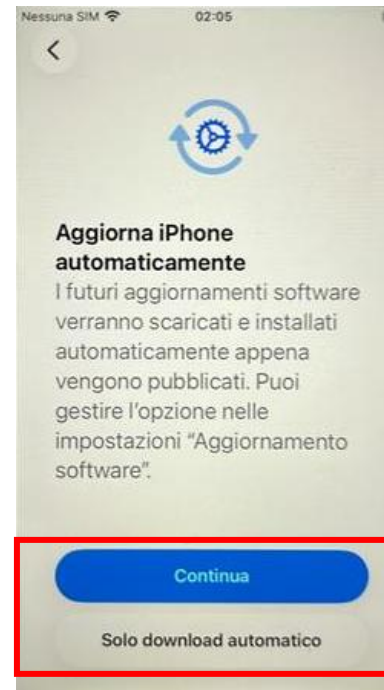 Nessuna SIM 02:05
Aggiorna iPhone
automaticamente
I futuri aggiornamenti software
verranno scaricati e installati
automaticamente appena
vengono pubblicati. Puoi
gestire l'opzione nelle
impostazioni “Aggiornamento
software”.
Continua
Solo download automatico